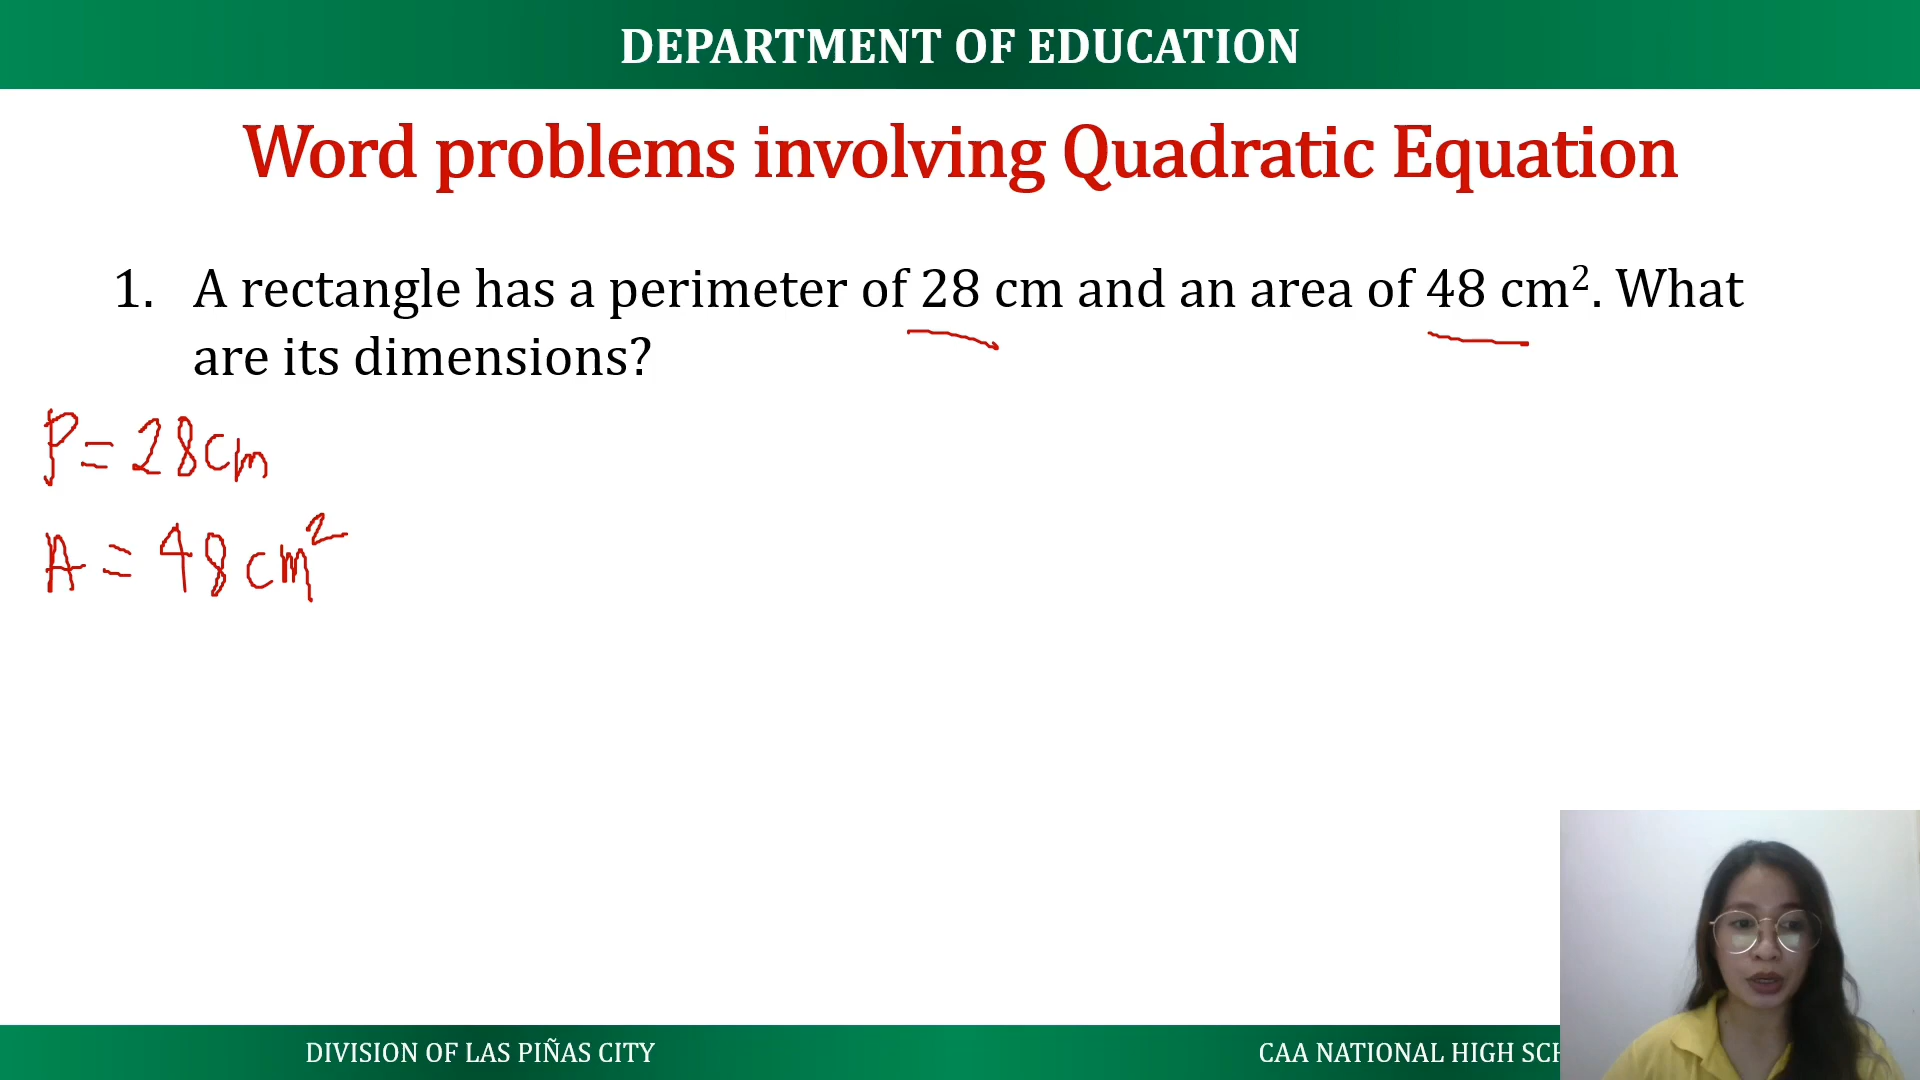 DEPARTMENT OF EDUCATION
Word problems involving Quadratic Equation
1. A rectangle has a perimeter of 28 cm and an area of 48 cm². What
are its dimensions?
P = 28cm
A = 48 cm²
DIVISION OF LAS PIÑAS CITY
CAA NATIONAL HIGH